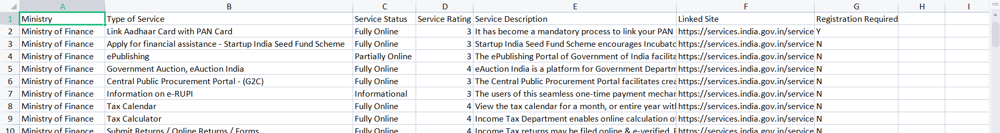 A B C D E F G H I
1 Ministry Type of Service Service Status Service Rating Service Description Linked Site Registration Required
2 Ministry of Finance Link Aadhaar Card with PAN Card Fully Online 3 It has become a mandatory process to link your PAN https://services.india.gov.in/service Y
3 Ministry of Finance Apply for financial assistance - Startup India Seed Fund Scheme Fully Online 3 Startup India Seed Fund Scheme encourages Incubato https://services.india.gov.in/service N
4 Ministry of Finance ePublishing Partially Online 3 The ePublishing Portal of Government of India facilita https://services.india.gov.in/service N
5 Ministry of Finance Government Auction, eAuction India Fully Online 4 eAuction India is a platform for Government Departm https://services.india.gov.in/service N
6 Ministry of Finance Central Public Procurement Portal - (G2C) Fully Online 3 The Central Public Procurement Portal facilitates crea https://services.india.gov.in/service N
7 Ministry of Finance Information on e-RUPI Informational 3 The users of this seamless one-time payment mechar https://services.india.gov.in/service N
8 Ministry of Finance Tax Calendar Fully Online 4 View the tax calendar for a month, or entire year with https://services.india.gov.in/service N
9 Ministry of Finance Tax Calculator Fully Online 4 Income Tax Department enables online calculation of https://services.india.gov.in/service N
10 Ministry of Finance Submit Returns / Online Returns / Forms Fully Online 4 Income Tax returns may be filed online & e-verified. https://services.india.gov.in/service N